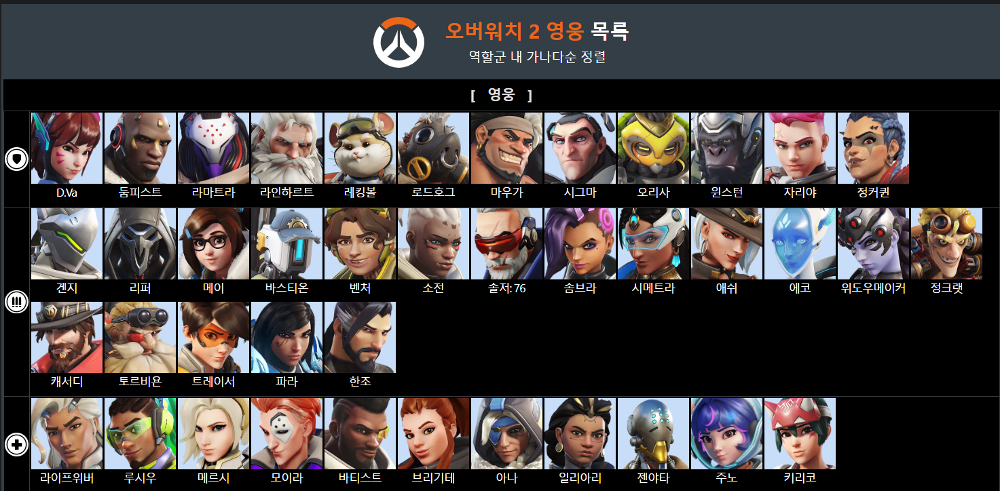 오버워치 2 영웅 목록
역할군 내 가나다순 정렬
[ 영웅 ]
D.Va 둠피스트 라마트라 라인하르트 레킹볼 로드호그 마우가 시그마 오리사 윈스턴 자리야 정커퀸
겐지 리퍼 메이 바스티온 벤처 소전 솔저: 76 솜브라 시메트라 애쉬 에코 위도우메이커 정크랫
캐서디 토르비욘 트레이서 파라 한조
라이프위버 루시우 메르시 모이라 바티스트 브리기테 아나 일리아리 젠야타 주노 키리코